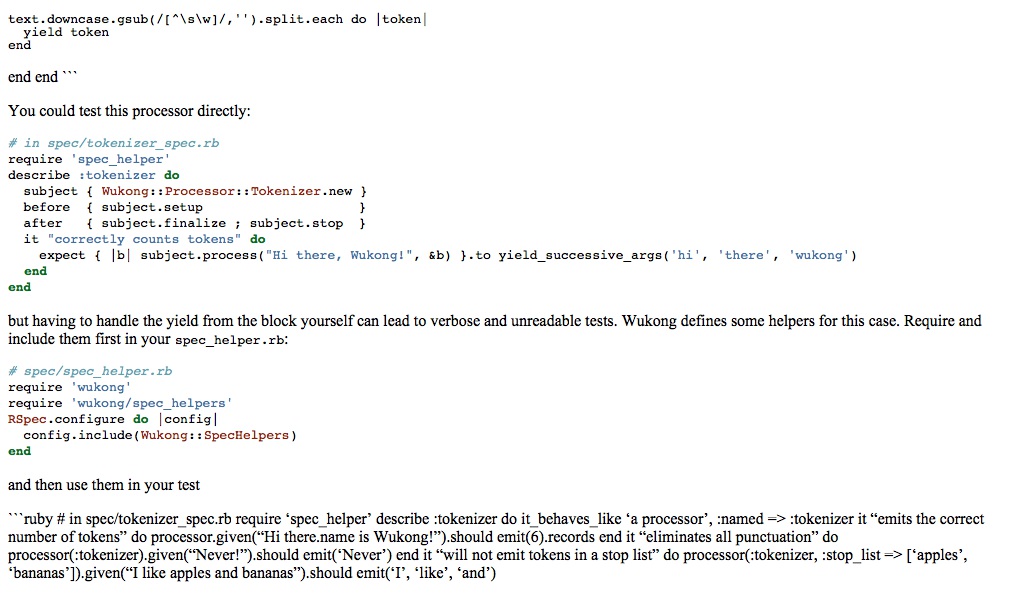 text.downcase.gsub(/[^\s\w]/,'').split.each do |token|
  yield token
end
end end ```
You could test this processor directly:
# in spec/tokenizer_spec.rb
require 'spec_helper'
describe :tokenizer do
  subject { Wukong::Processor::Tokenizer.new }
  before  { subject.setup                    }
  after   { subject.finalize ; subject.stop  }
  it "correctly counts tokens" do
    expect { |b| subject.process("Hi there, Wukong!", &b) }.to yield_successive_args('hi', 'there', 'wukong')
  end
end
but having to handle the yield from the block yourself can lead to verbose and unreadable tests. Wukong defines some helpers for this case. Require and
include them first in your spec_helper.rb:
# spec/spec_helper.rb
require 'wukong'
require 'wukong/spec_helpers'
RSpec.configure do |config|
  config.include(Wukong::SpecHelpers)
end
and then use them in your test
```ruby # in spec/tokenizer_spec.rb require ‘spec_helper’ describe :tokenizer do it_behaves_like ‘a processor’, :named => :tokenizer it “emits the correct
number of tokens” do processor.given(“Hi there.name is Wukong!”).should emit(6).records end it “eliminates all punctuation” do
processor(:tokenizer).given(“Never!”).should emit(‘Never’) end it “will not emit tokens in a stop list” do processor(:tokenizer, :stop_list => [‘apples’,
‘bananas’]).given(“I like apples and bananas”).should emit(‘I’, ‘like’, ‘and’)